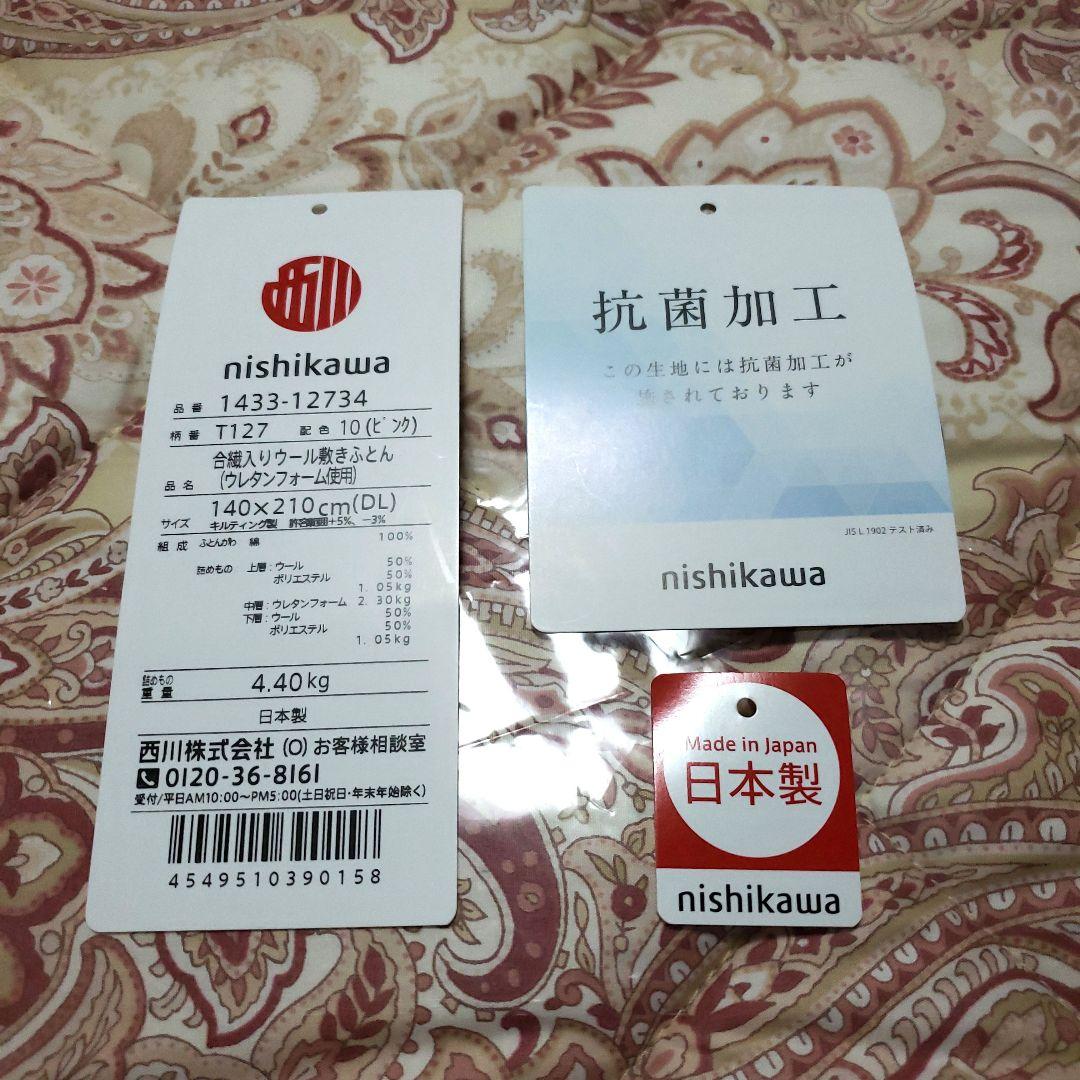 西川
nishikawa
品番 1433-12734
柄番 T127 配色 10(ピンク)
合繊入りウール敷きふとん
品名 (ウレタンフォーム使用)
サイズ 140×210cm(DL)
キルティング製 許容範囲+5%、-3%
組成 ふとんがわ 綿 100%
詰めもの 上層:ウール 50%
ポリエステル 50%
1.05kg
中層:ウレタンフォーム 2.30kg
下層:ウール 50%
ポリエステル 50%
1.05kg
詰めもの
重量 4.40kg
日本製
西川株式会社 (O) お客様相談室
0120-36-8161
受付/平日AM10:00〜PM5:00(土日祝日・年末年始除く)
4549510390158
抗菌加工
この生地には抗菌加工が
施されております
JIS L 1902 テスト済み
nishikawa
Made in Japan
日本製
nishikawa